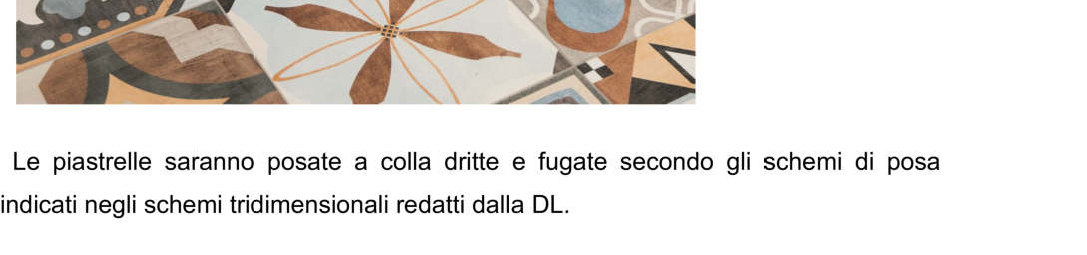 Le piastrelle saranno posate a colla dritte e fugate secondo gli schemi di posa
indicati negli schemi tridimensionali redatti dalla DL.